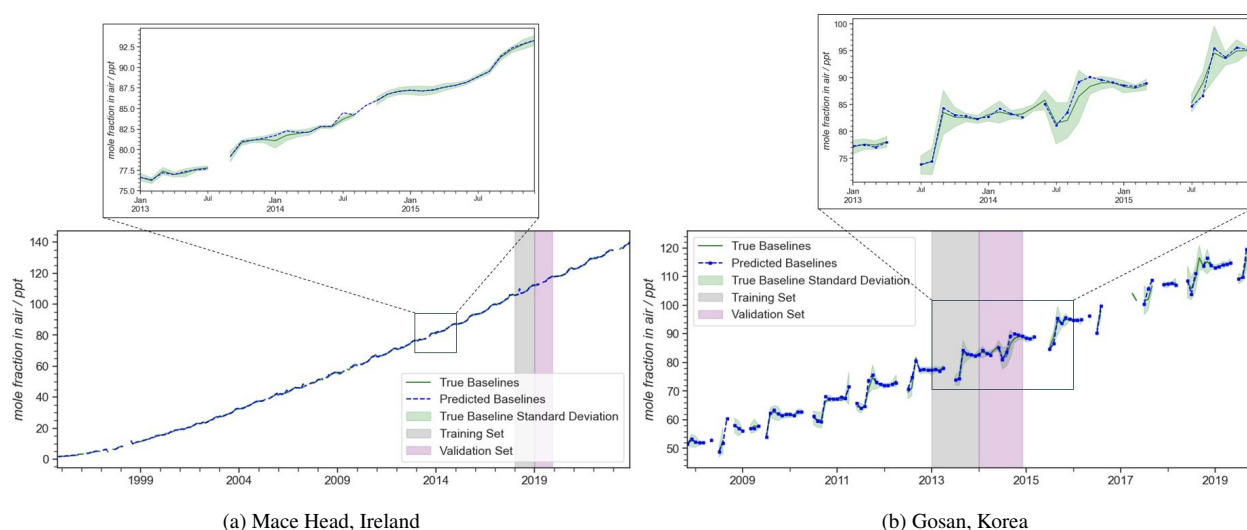 mole fraction in air / ppt
92.5
90.0
87.5
85.0
82.5
80.0
77.5
75.0
Jan
2013
Jul
Jan
2014
Jul
Jan
2015
Jul
mole fraction in air / ppt
140
120
100
80
60
40
20
0
True Baselines
Predicted Baselines
True Baseline Standard Deviation
Training Set
Validation Set
1999
2004
2009
2014
2019
(a) Mace Head, Ireland
mole fraction in air / ppt
100
95
90
85
80
75
Jan
2013
Jul
Jan
2014
Jul
Jan
2015
Jul
mole fraction in air / ppt
120
110
100
90
80
70
60
50
True Baselines
Predicted Baselines
True Baseline Standard Deviation
Training Set
Validation Set
2009
2011
2013
2015
2017
2019
(b) Gosan, Korea